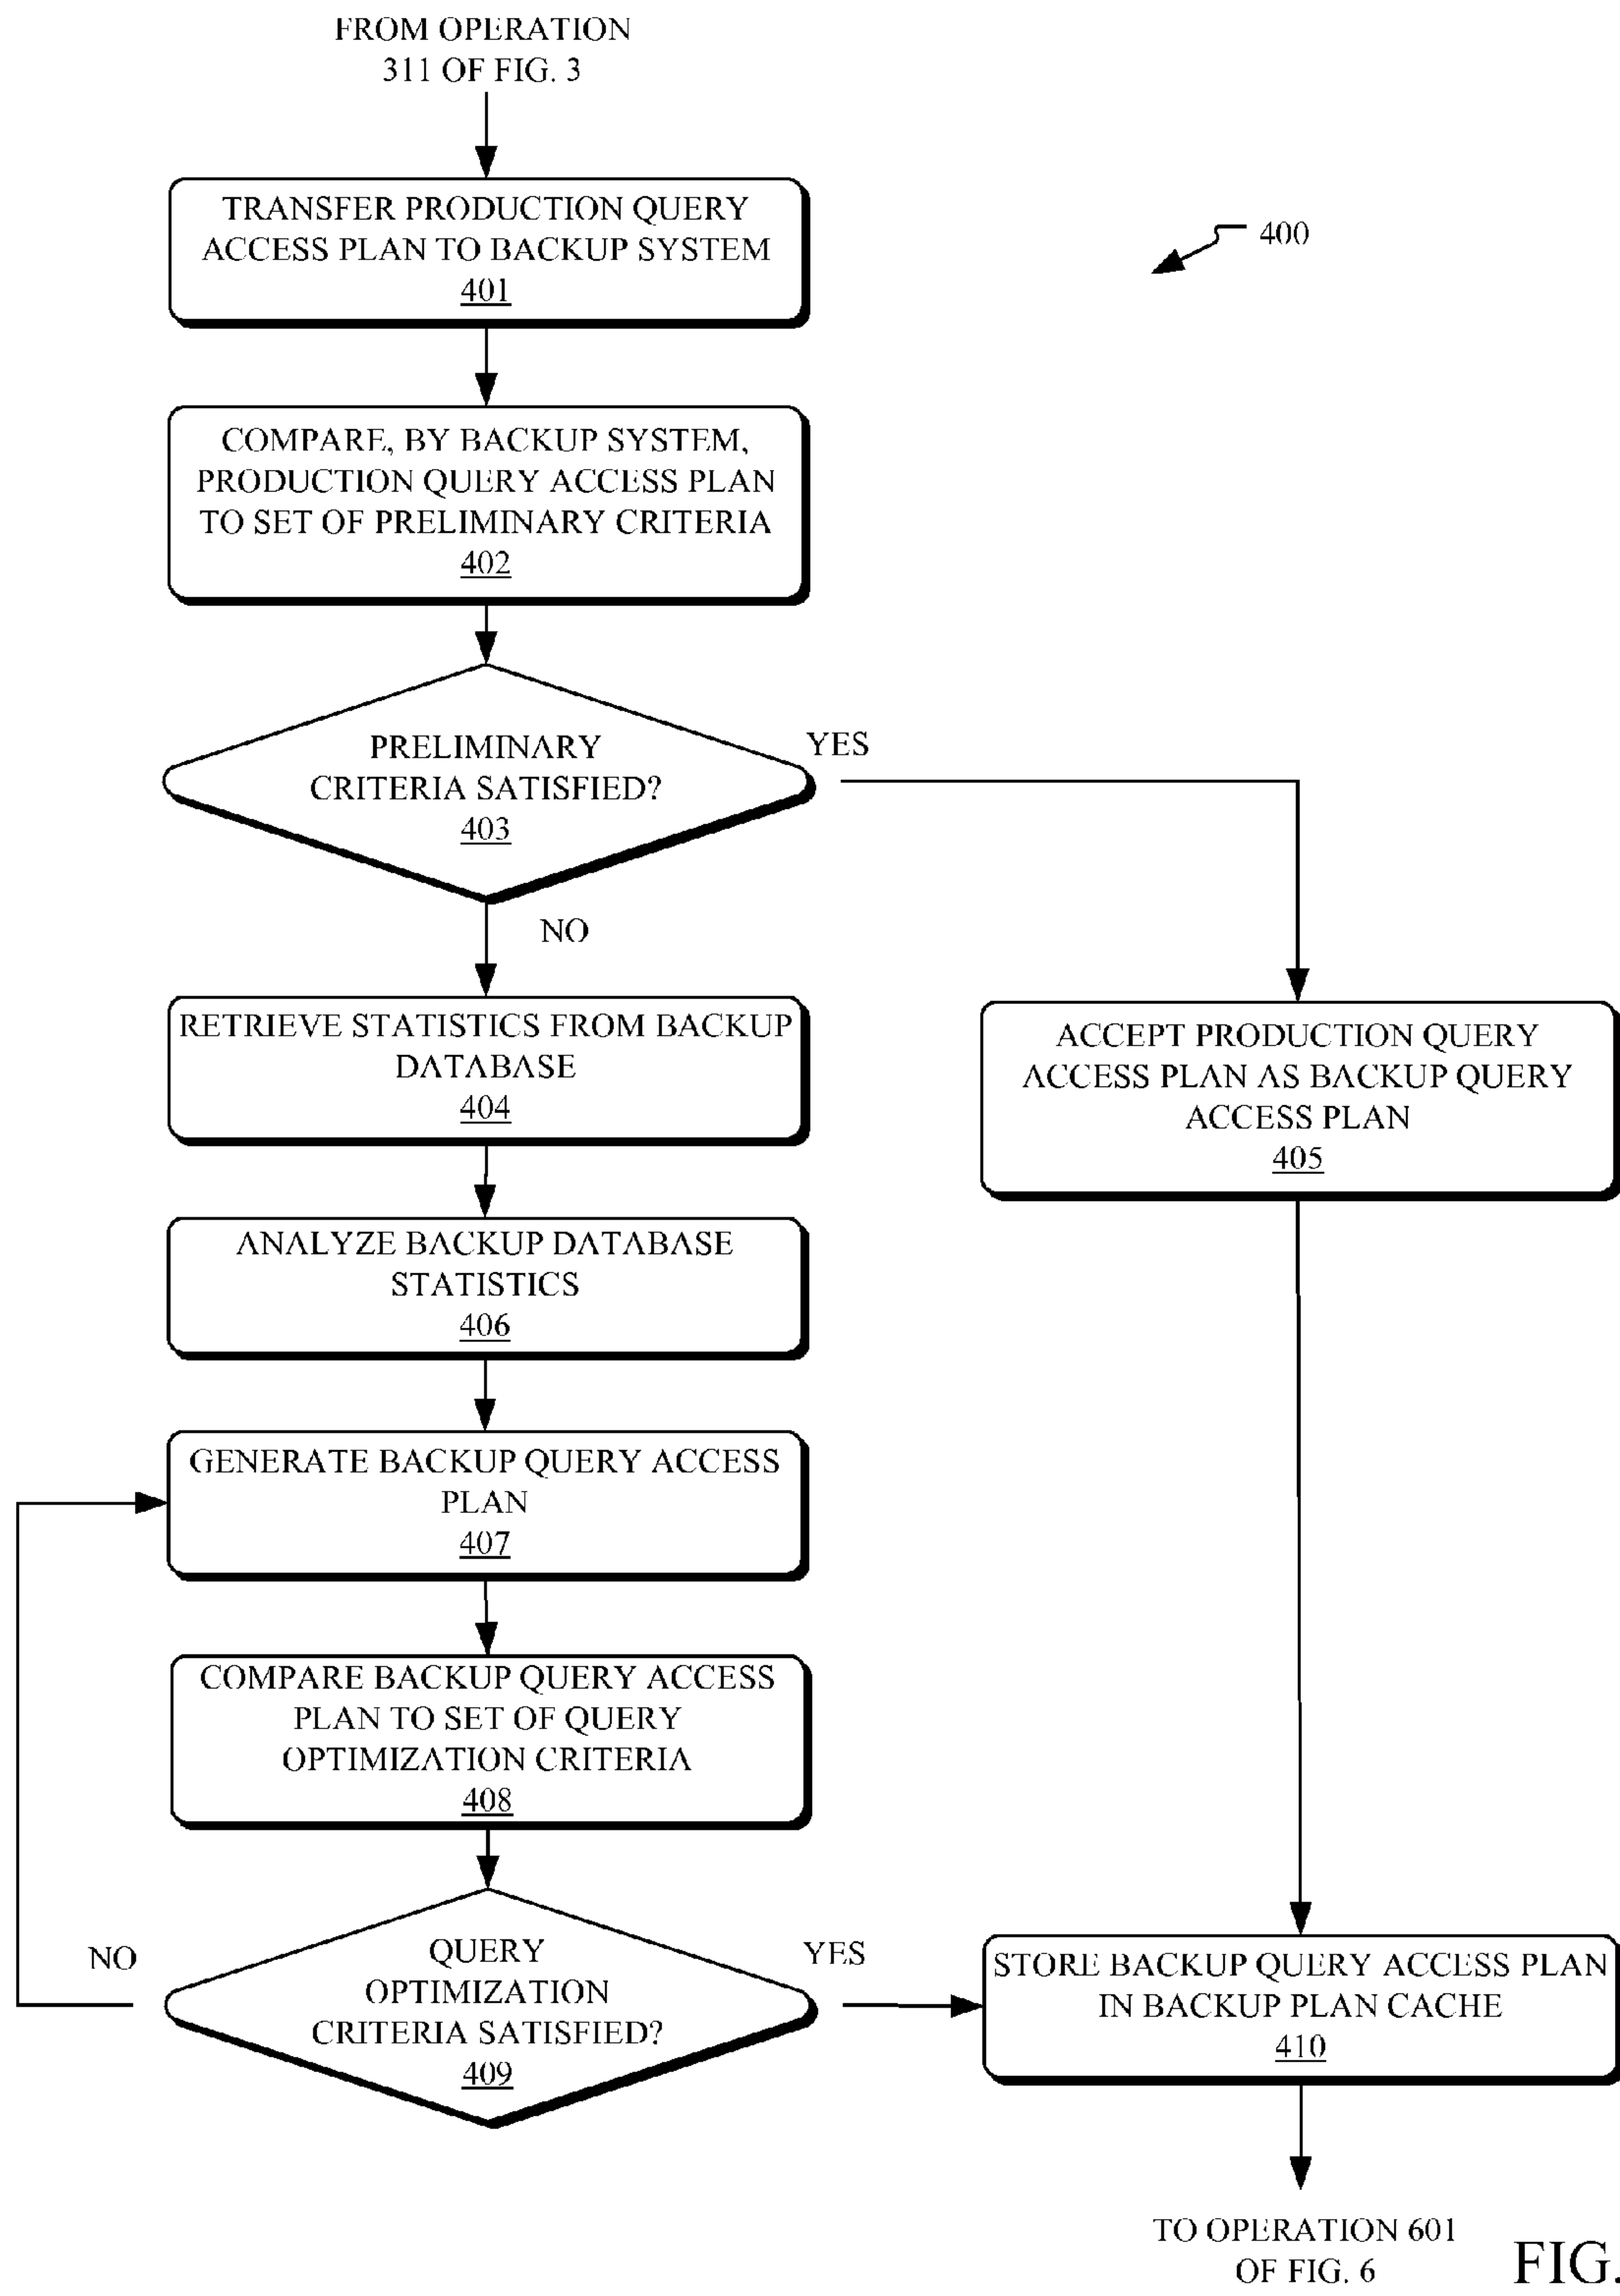 FROM OPERATION
311 OF FIG. 3
TRANSFER PRODUCTION QUERY
ACCESS PLAN TO BACKUP SYSTEM
401
400
COMPARE, BY BACKUP SYSTEM,
PRODUCTION QUERY ACCESS PLAN
TO SET OF PRELIMINARY CRITERIA
402
PRELIMINARY
CRITERIA SATISFIED?
403
YES
NO
RETRIEVE STATISTICS FROM BACKUP
DATABASE
404
ACCEPT PRODUCTION QUERY
ACCESS PLAN AS BACKUP QUERY
ACCESS PLAN
405
ANALYZE BACKUP DATABASE
STATISTICS
406
GENERATE BACKUP QUERY ACCESS
PLAN
407
COMPARE BACKUP QUERY ACCESS
PLAN TO SET OF QUERY
OPTIMIZATION CRITERIA
408
NO
QUERY
OPTIMIZATION
CRITERIA SATISFIED?
409
YES
STORE BACKUP QUERY ACCESS PLAN
IN BACKUP PLAN CACHE
410
TO OPERATION 601
OF FIG. 6
FIG.